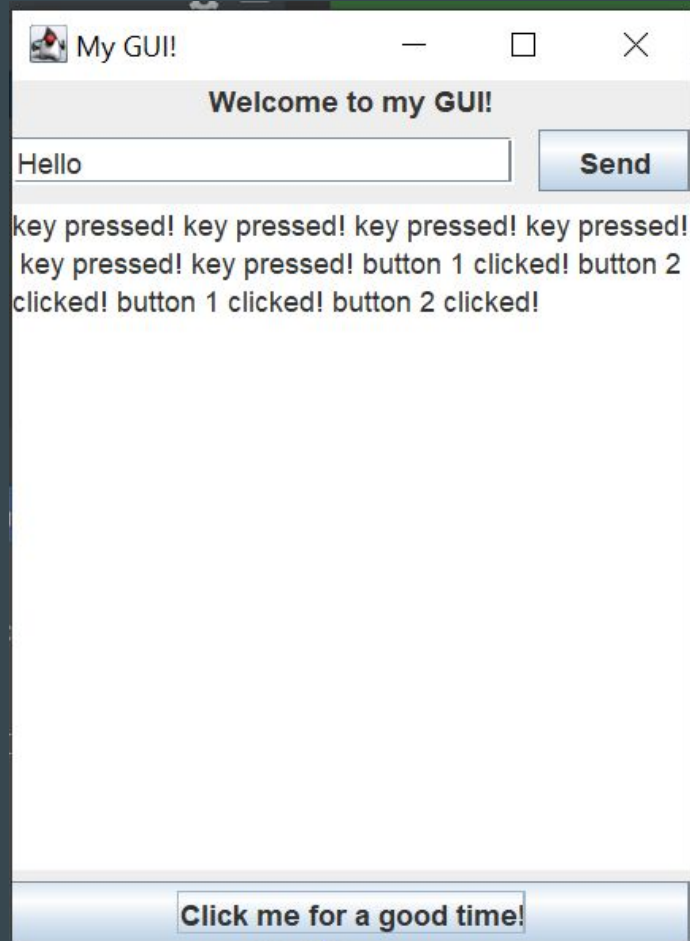 My GUI!
Welcome to my GUI!
Hello
Send
key pressed! key pressed! key pressed! key pressed!
key pressed! key pressed! button 1 clicked! button 2
clicked! button 1 clicked! button 2 clicked!
Click me for a good time!